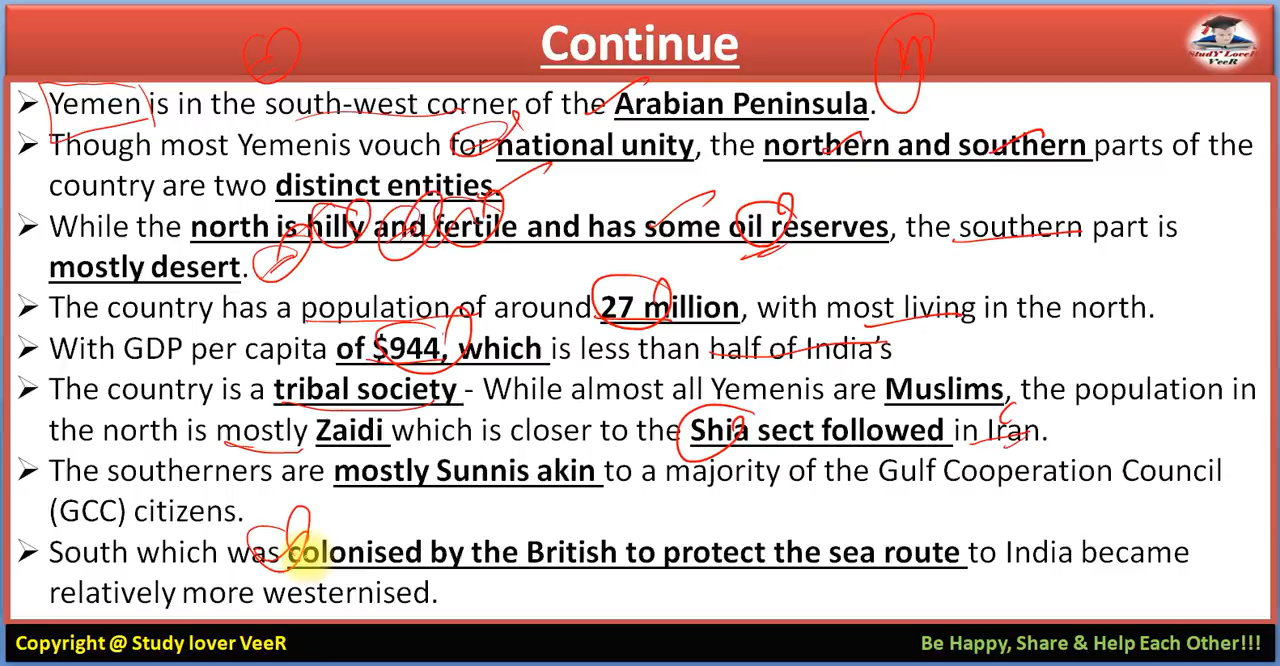 Continue
StudY LoveR
VeeR
➢ Yemen is in the south-west corner of the Arabian Peninsula.
➢ Though most Yemenis vouch for national unity, the northern and southern parts of the
country are two distinct entities.
➢ While the north is hilly and fertile and has some oil reserves, the southern part is
mostly desert.
➢ The country has a population of around 27 million, with most living in the north.
➢ With GDP per capita of $944, which is less than half of India's
➢ The country is a tribal society - While almost all Yemenis are Muslims, the population in
the north is mostly Zaidi which is closer to the Shia sect followed in Iran.
➢ The southerners are mostly Sunnis akin to a majority of the Gulf Cooperation Council
(GCC) citizens.
➢ South which was colonised by the British to protect the sea route to India became
relatively more westernised.
Copyright @ Study lover VeeR
Be Happy, Share & Help Each Other!!!